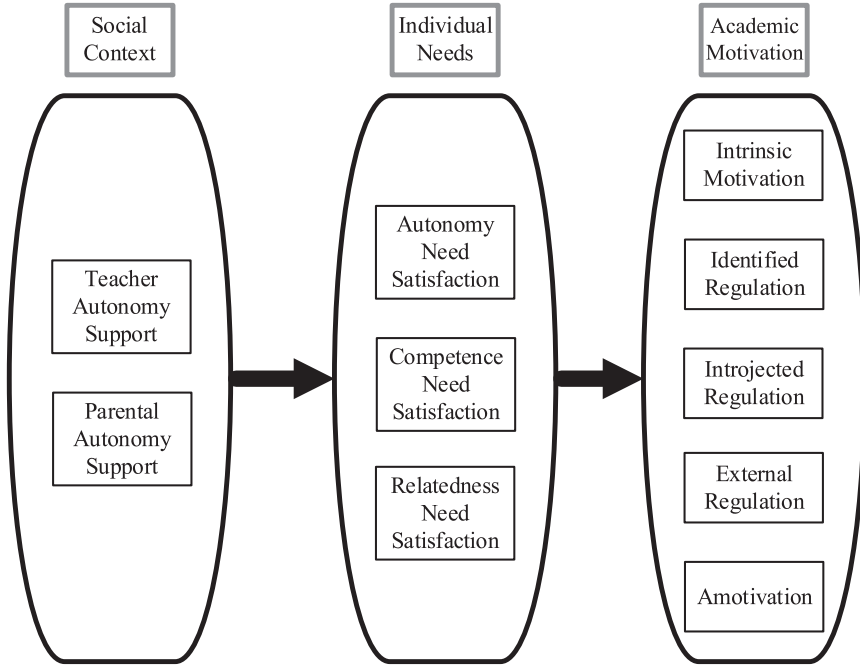 Social
Context
Individual
Needs
Academic
Motivation
Teacher
Autonomy
Support
Parental
Autonomy
Support
Autonomy
Need
Satisfaction
Competence
Need
Satisfaction
Relatedness
Need
Satisfaction
Intrinsic
Motivation
Identified
Regulation
Introjected
Regulation
External
Regulation
Amotivation